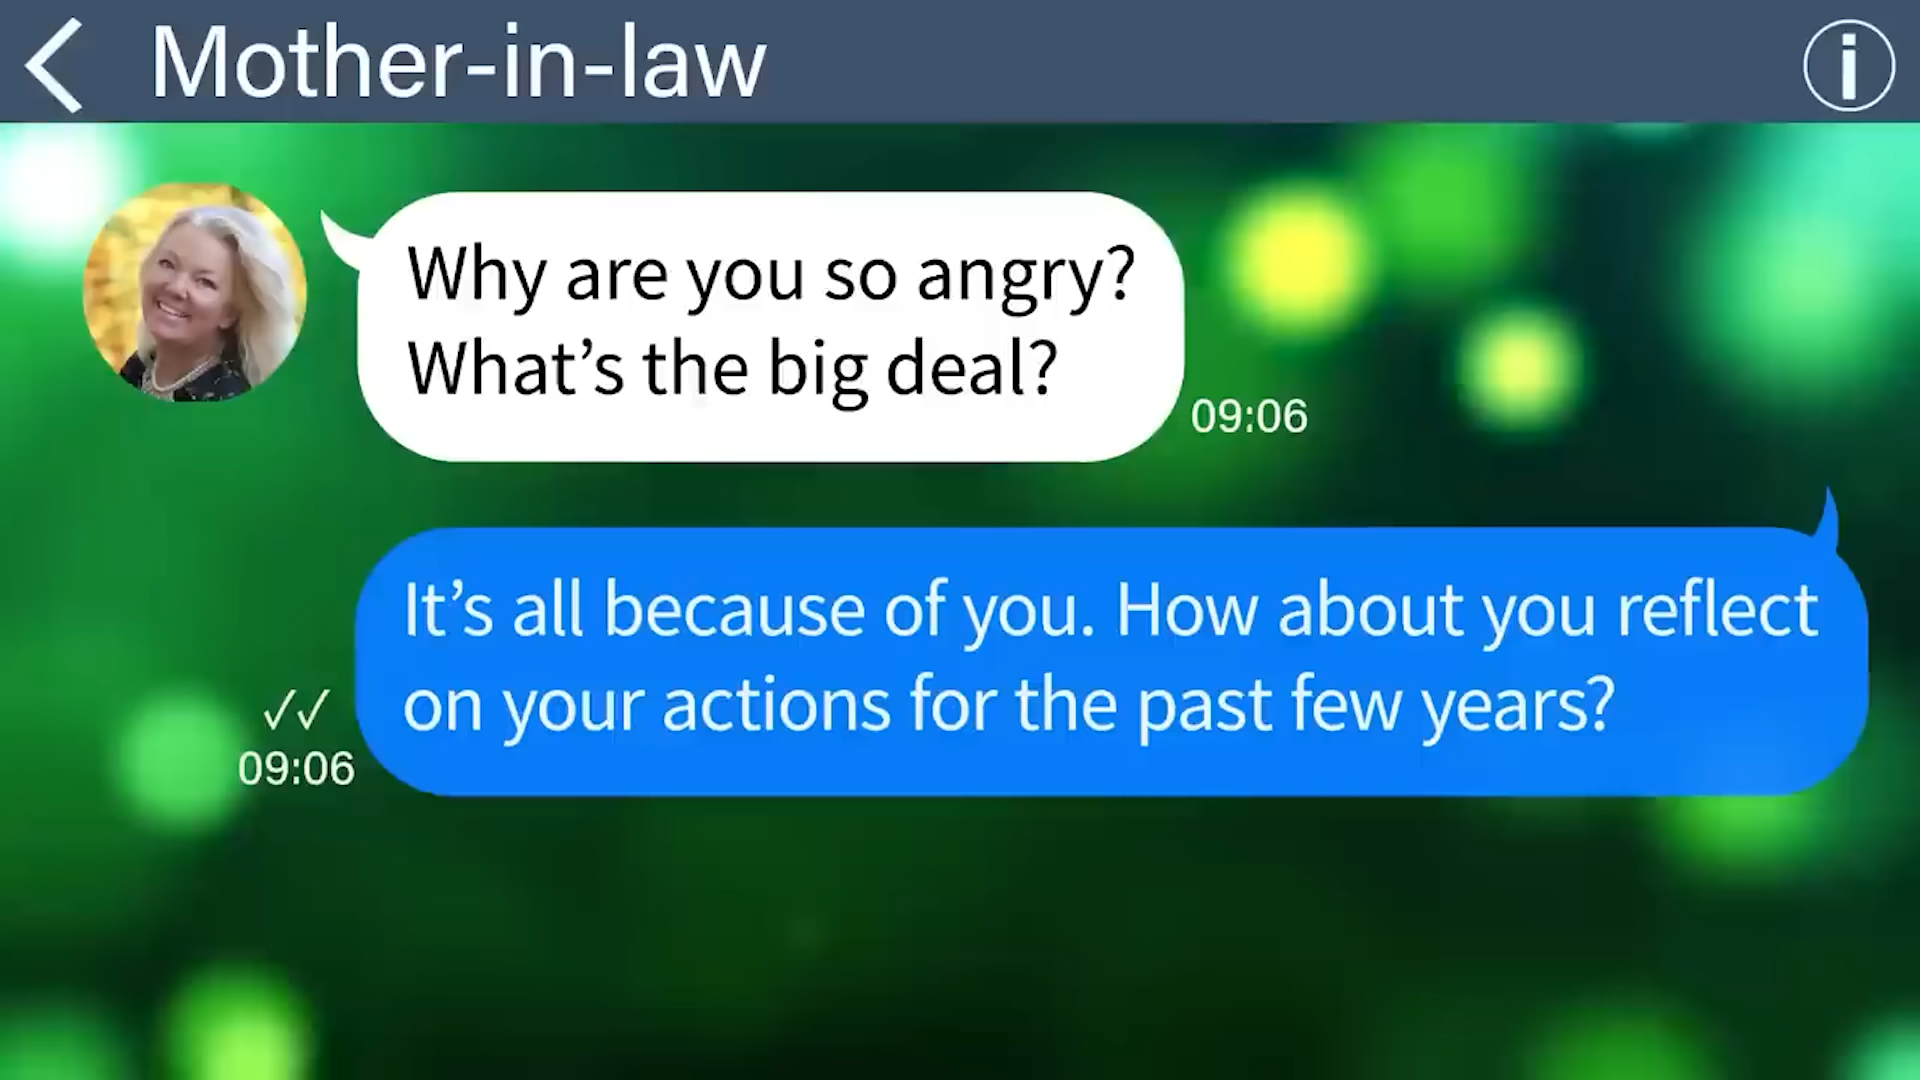 Mother-in-law
Why are you so angry?
What’s the big deal?
09:06
It’s all because of you. How about you reflect
on your actions for the past few years?
09:06